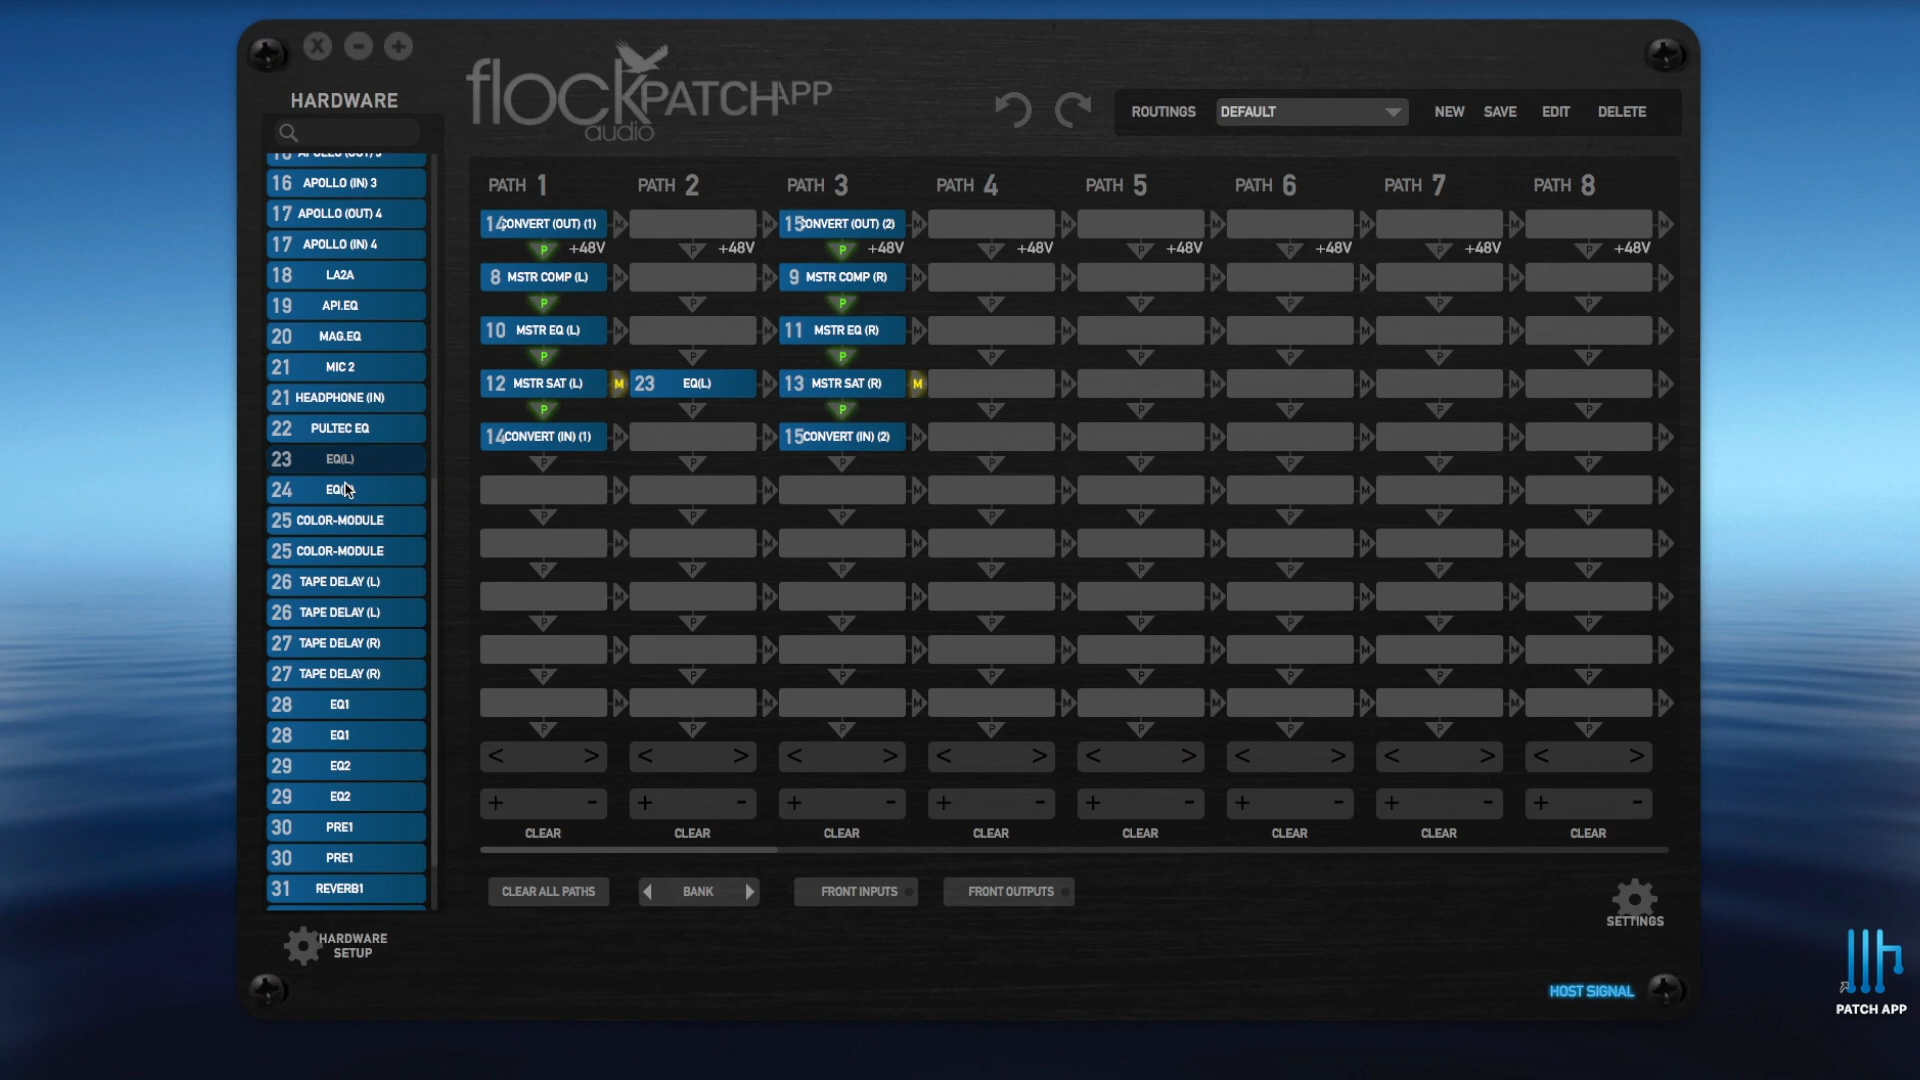 HARDWARE
flock audio PATCHAPP
ROUTINGS DEFAULT NEW SAVE EDIT DELETE
16 APOLLO (IN) 3
17 APOLLO (OUT) 4
17 APOLLO (IN) 4
18 LA2A
19 API.EQ
20 MAG.EQ
21 MIC 2
21 HEADPHONE (IN)
22 PULTEC EQ
23 EQ(L)
24
25 COLOR-MODULE
25 COLOR-MODULE
26 TAPE DELAY (L)
26 TAPE DELAY (L)
27 TAPE DELAY (R)
27 TAPE DELAY (R)
28 EQ1
28 EQ1
29 EQ2
29 EQ2
30 PRE1
30 PRE1
31 REVERB1
HARDWARE SETUP
PATH 1 PATH 2 PATH 3 PATH 4 PATH 5 PATH 6 PATH 7 PATH 8
14 CONVERT (OUT) (1) M M 15 CONVERT (OUT) (2) M M M M M M
P +48V P +48V P +48V P +48V P +48V P +48V P +48V P +48V
8 MSTR COMP (L) M M 9 MSTR COMP (R) M M M M M M
P P P P P P P P
10 MSTR EQ (L) M M 11 MSTR EQ (R) M M M M M M
P P P P P P P P
12 MSTR SAT (L) M 23 EQ(L) M 13 MSTR SAT (R) M M M M M M
P P P P P P P P
14 CONVERT (IN) (1) M M 15 CONVERT (IN) (2) M M M M M M
P P P P P P P P
M M M M M M M M
P P P P P P P P
M M M M M M M M
P P P P P P P P
M M M M M M M M
P P P P P P P P
M M M M M M M M
P P P P P P P P
M M M M M M M M
P P P P P P P P
< > < > < > < > < > < > < > < >
+ - + - + - + - + - + - + - + -
CLEAR CLEAR CLEAR CLEAR CLEAR CLEAR CLEAR CLEAR
CLEAR ALL PATHS BANK FRONT INPUTS FRONT OUTPUTS
SETTINGS
HOST SIGNAL
PATCH APP